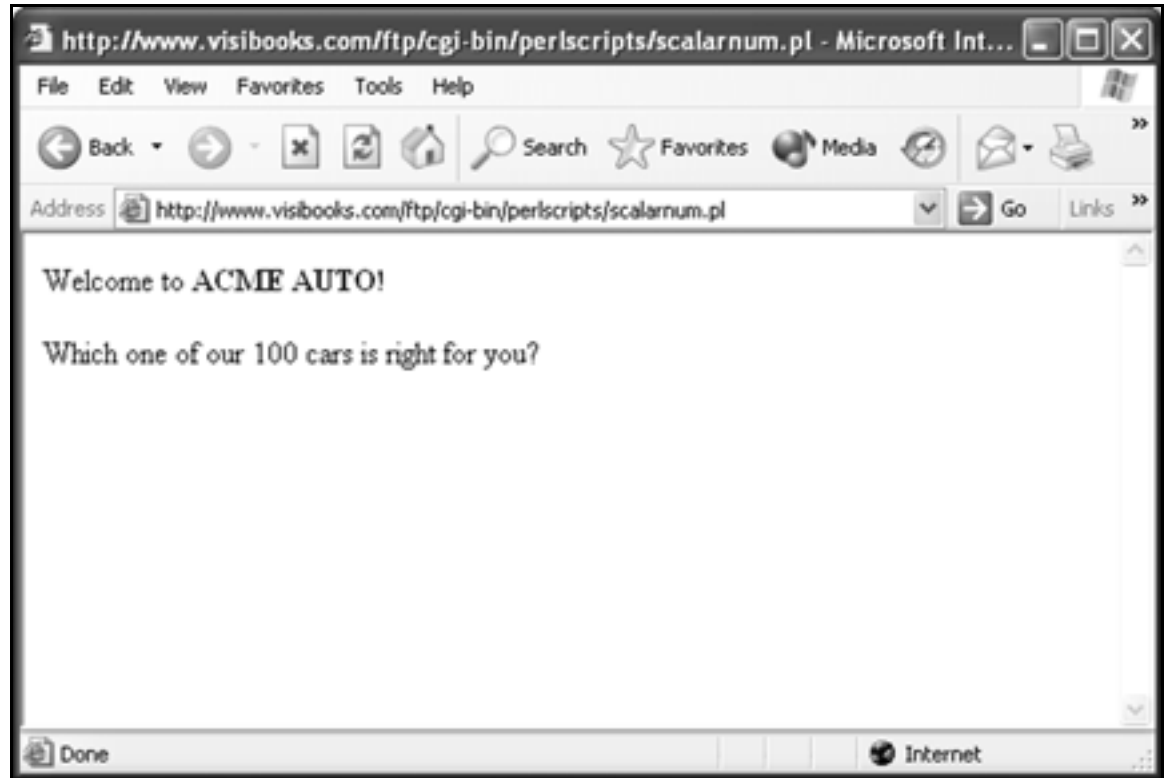 http://www.visibooks.com/ftp/cgi-bin/perlscripts/scalarnum.pl - Microsoft Int...
File Edit View Favorites Tools Help
Back Search Favorites Media
Address http://www.visibooks.com/ftp/cgi-bin/perlscripts/scalarnum.pl Go Links
Welcome to ACME AUTO!
Which one of our 100 cars is right for you?
Done Internet